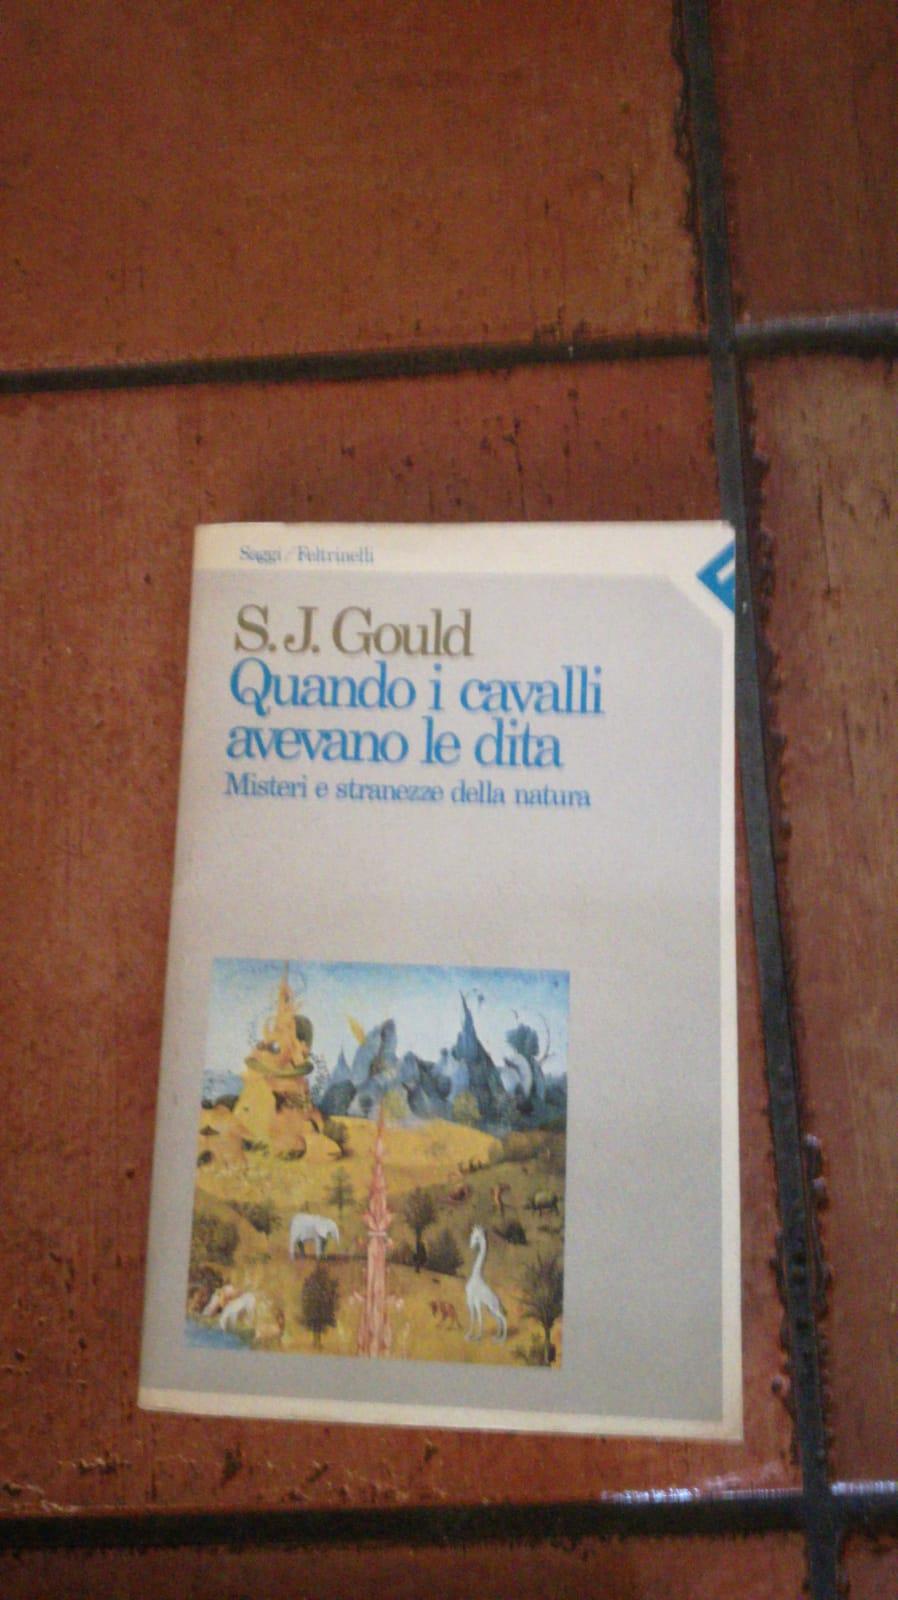 Saggi / Feltrinelli
S. J. Gould
Quando i cavalli
avevano le dita
Misteri e stranezze della natura